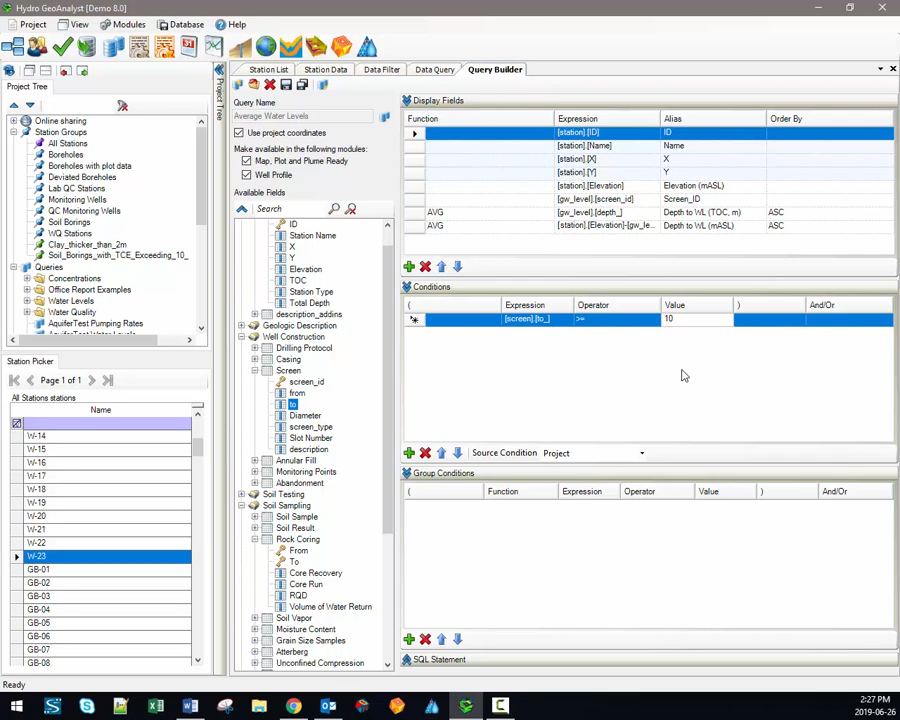 Hydro GeoAnalyst [Demo 8.0]
Project View Modules Database Help
Station List Station Data Data Filter Data Query Query Builder
Project Tree
Online sharing
Station Groups
All Stations
Boreholes
Boreholes with plot data
Deviated Boreholes
Lab QC Stations
Monitoring Wells
QC Monitoring Wells
Soil Borings
WQ Stations
Clay_thicker_than_2m
Soil_Borings_with_TCE_Exceeding_10_
Queries
Concentrations
Office Report Examples
Water Levels
Water Quality
AquiferTest Pumping Rates
Station Picker
Page 1 of 1
All Stations stations
Name
W-14
W-15
W-16
W-17
W-18
W-19
W-20
W-21
W-22
W-23
GB-01
GB-02
GB-03
GB-04
GB-05
GB-06
GB-07
GB-08
Project Tree
Query Name
Average Water Levels
Use project coordinates
Make available in the following modules:
Map, Plot and Plume Ready
Well Profile
Available Fields
Search
ID
Station Name
X
Y
Elevation
TOC
Station Type
Total Depth
description_addins
Geologic Description
Well Construction
Drilling Protocol
Casing
Screen
screen_id
from
to
Diameter
screen_type
Slot Number
description
Annular Fill
Monitoring Points
Abandonment
Soil Testing
Soil Sampling
Soil Sample
Soil Result
Rock Coring
From
To
Core Recovery
Core Run
RQD
Volume of Water Return
Soil Vapor
Moisture Content
Grain Size Samples
Atterberg
Unconfined Compression
Display Fields
Function Expression Alias Order By
[station].[ID] ID
[station].[Name] Name
[station].[X] X
[station].[Y] Y
[station].[Elevation] Elevation (mASL)
[gw_level].[screen_id] Screen_ID
AVG [gw_level].[depth_] Depth to WL (TOC, m) ASC
AVG [station].[Elevation]-[gw_le... Depth to WL (mASL) ASC
Conditions
( Expression Operator Value ) And/Or
[screen].[to_] >= 10
Source Condition Project
Group Conditions
( Function Expression Operator Value ) And/Or
SQL Statement
Ready
2:27 PM
2019-06-26